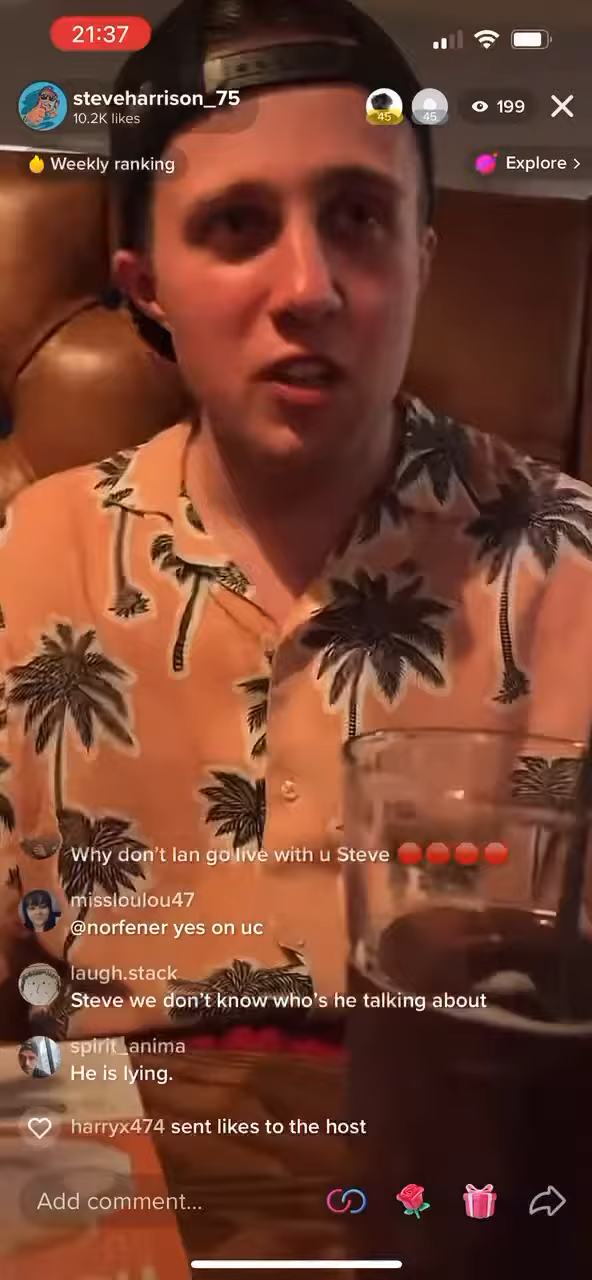 21:37
steveharrison_75
10.2K likes
45
45
199
Weekly ranking
Explore >
Why don't Ian go live with u Steve 🛑🛑🛑🛑
missloulou47
@norfener yes on uc
laugh.stack
Steve we don't know who's he talking about
spirit_anima
He is lying.
harryx474 sent likes to the host
Add comment...